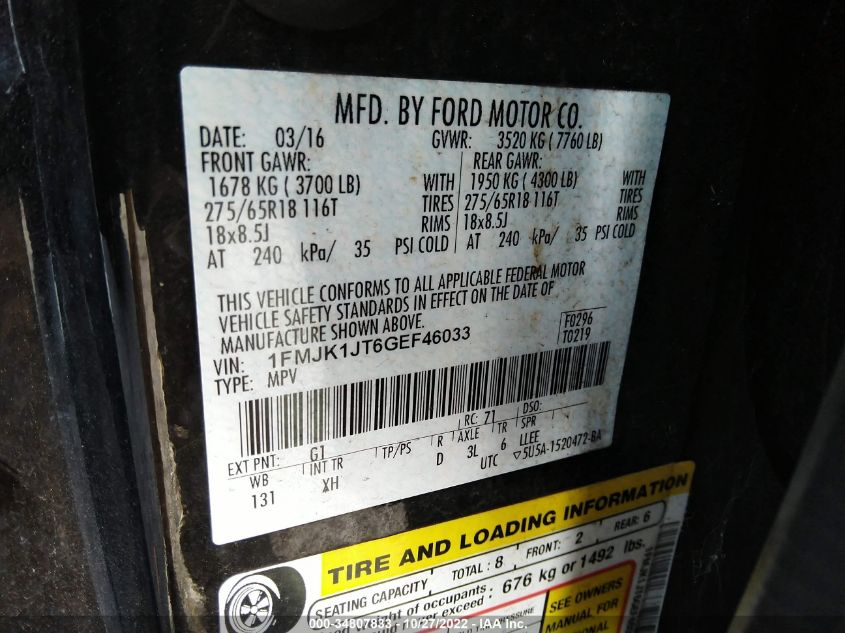 MFD. BY FORD MOTOR CO.
DATE: 03/16 GVWR: 3520 KG ( 7760 LB)
FRONT GAWR: REAR GAWR:
1678 KG ( 3700 LB) WITH 1950 KG ( 4300 LB) WITH
275/65R18 116T TIRES 275/65R18 116T TIRES
18x8.5J RIMS 18x8.5J RIMS
AT 240 kPa/ 35 PSI COLD AT 240 kPa/ 35 PSI COLD
THIS VEHICLE CONFORMS TO ALL APPLICABLE FEDERAL MOTOR
VEHICLE SAFETY STANDARDS IN EFFECT ON THE DATE OF
MANUFACTURE SHOWN ABOVE.
F0296
VIN: 1FMJK1JT6GEF46033
T0219
TYPE: MPV
EXT PNT: G1 RC: 71 DSO:
WB INT TR TP/PS R AXLE TR SPR
131 XH D 3L 6 LLEE
UTC ▽5U5A-1520472-BA
TIRE AND LOADING INFORMATION
SEATING CAPACITY TOTAL: 8 FRONT: 2 REAR: 6
weight of occupants
exceed : 676 kg or 1492 lbs.
SEE OWNERS
MANUAL FOR
000-34807833 - 10/27/2022 - IAA Inc.